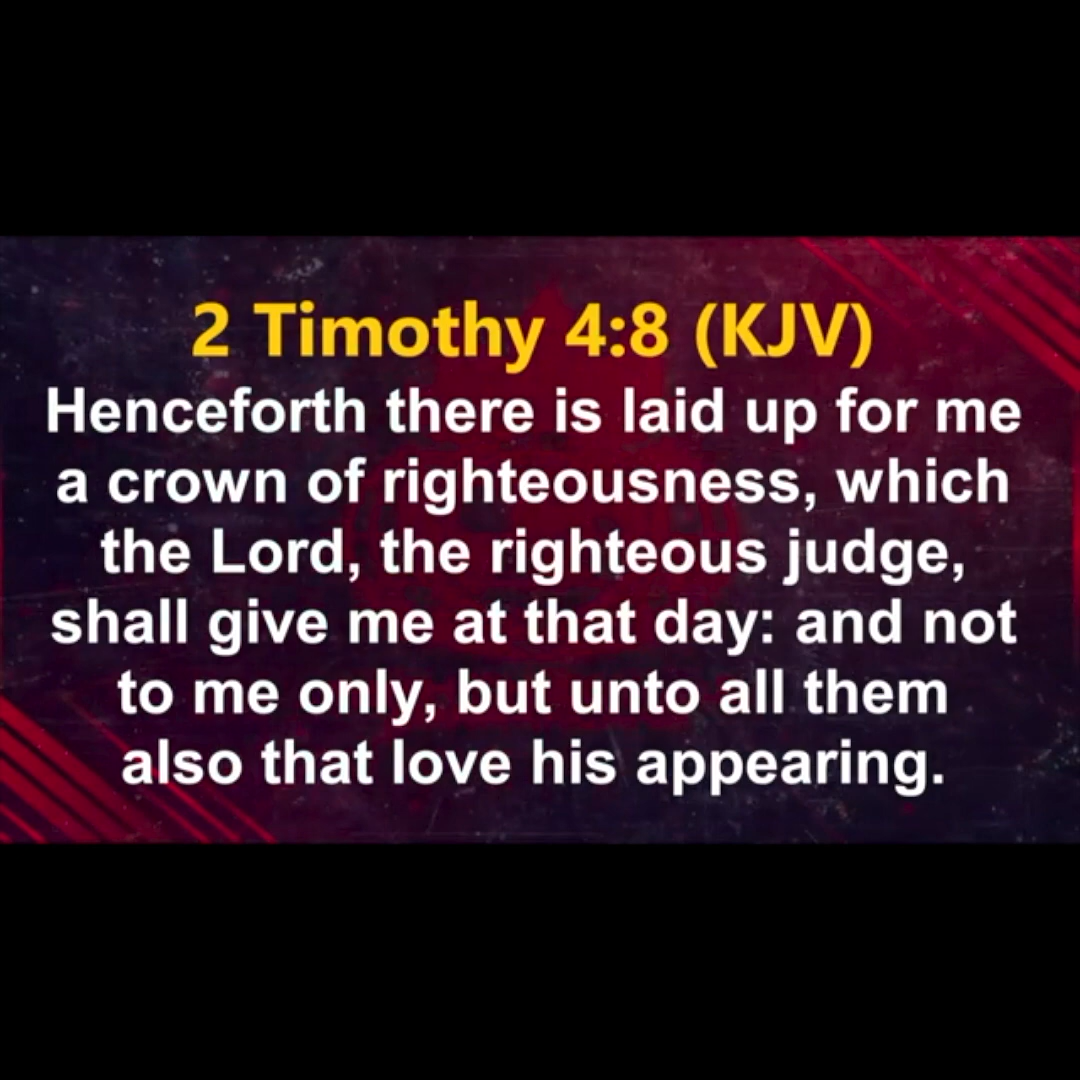 2 Timothy 4:8 (KJV)
Henceforth there is laid up for me
a crown of righteousness, which
the Lord, the righteous judge,
shall give me at that day: and not
to me only, but unto all them
also that love his appearing.